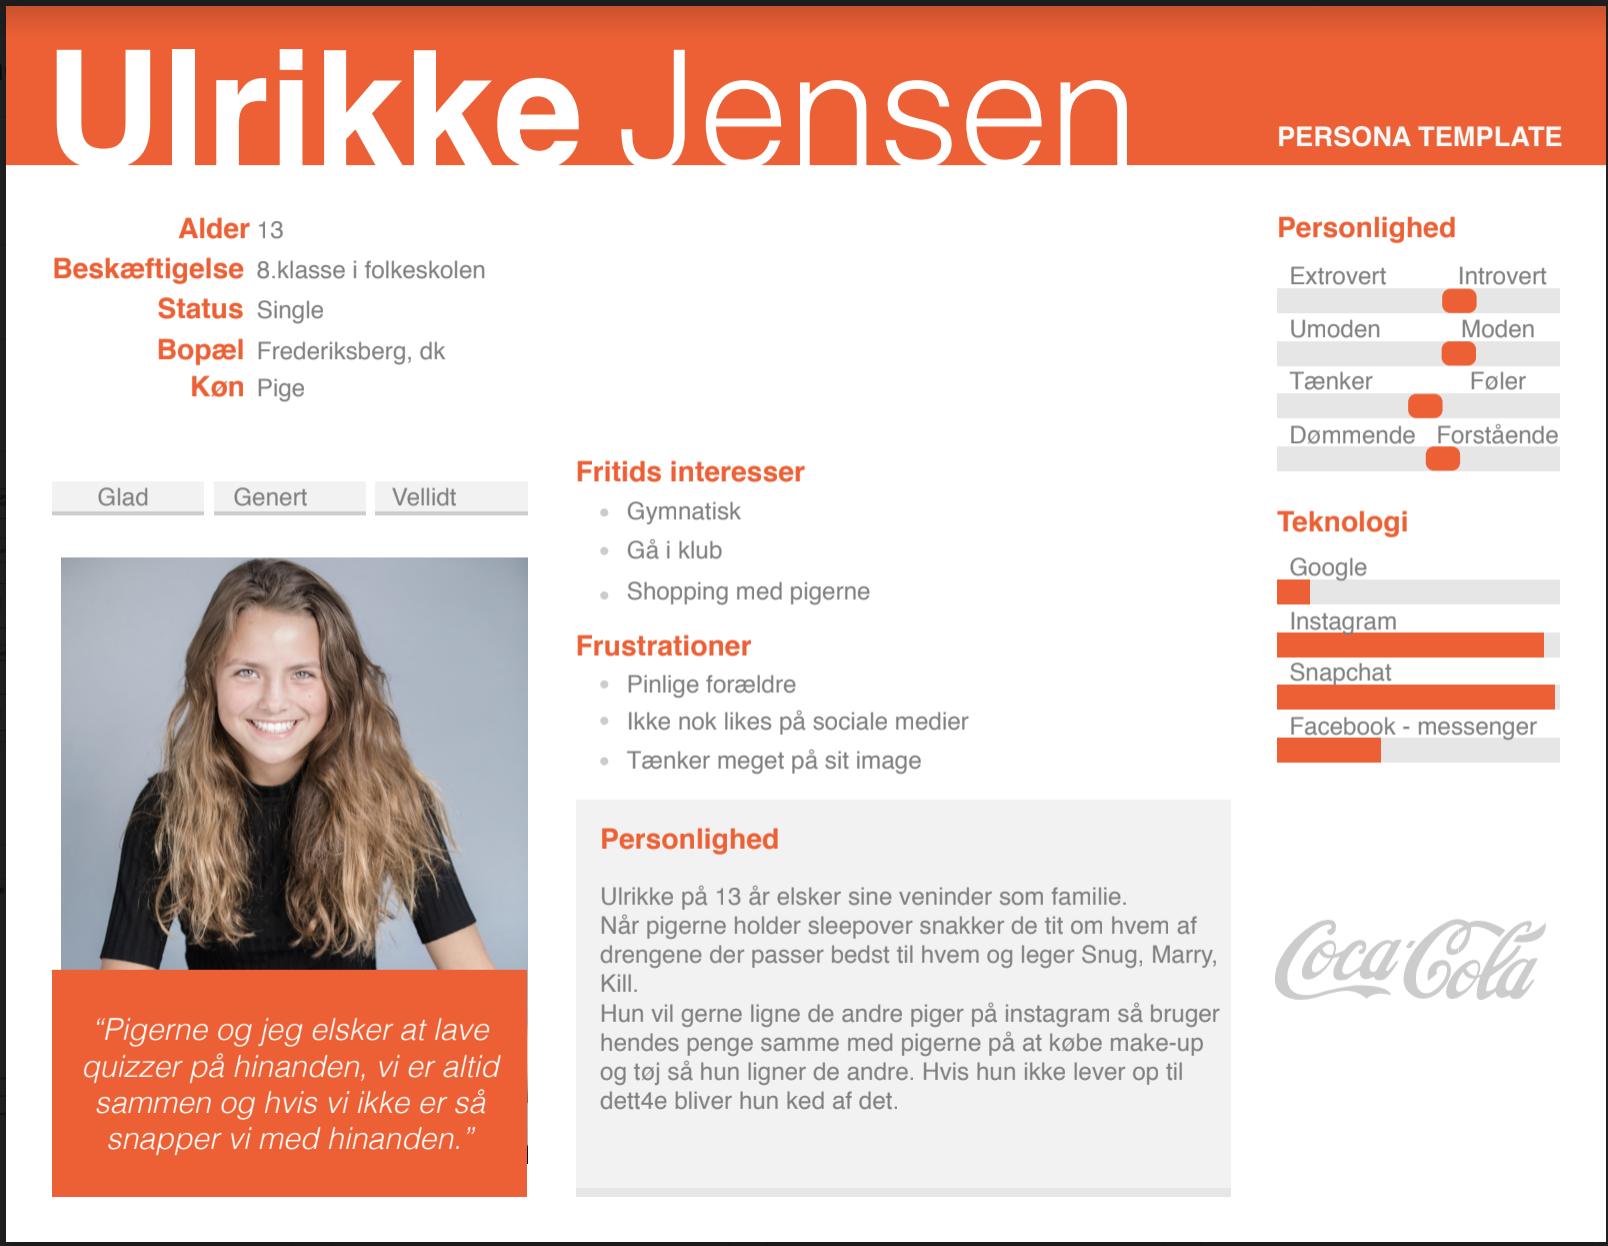 Ulrikke Jensen
PERSONA TEMPLATE
Alder 13
Beskæftigelse 8.klasse i folkeskolen
Status Single
Bopæl Frederiksberg, dk
Køn Pige
Glad Genert Vellidt
“Pigerne og jeg elsker at lave
quizzer på hinanden, vi er altid
sammen og hvis vi ikke er så
snapper vi med hinanden.”
Fritids interesser
Gymnatisk
Gå i klub
Shopping med pigerne
Frustrationer
Pinlige forældre
Ikke nok likes på sociale medier
Tænker meget på sit image
Personlighed
Ulrikke på 13 år elsker sine veninder som familie.
Når pigerne holder sleepover snakker de tit om hvem af
drengene der passer bedst til hvem og leger Snug, Marry,
Kill.
Hun vil gerne ligne de andre piger på instagram så bruger
hendes penge samme med pigerne på at købe make-up
og tøj så hun ligner de andre. Hvis hun ikke lever op til
dett4e bliver hun ked af det.
Personlighed
Extrovert Introvert
Umoden Moden
Tænker Føler
Dømmende Forstående
Teknologi
Google
Instagram
Snapchat
Facebook - messenger
Coca-Cola